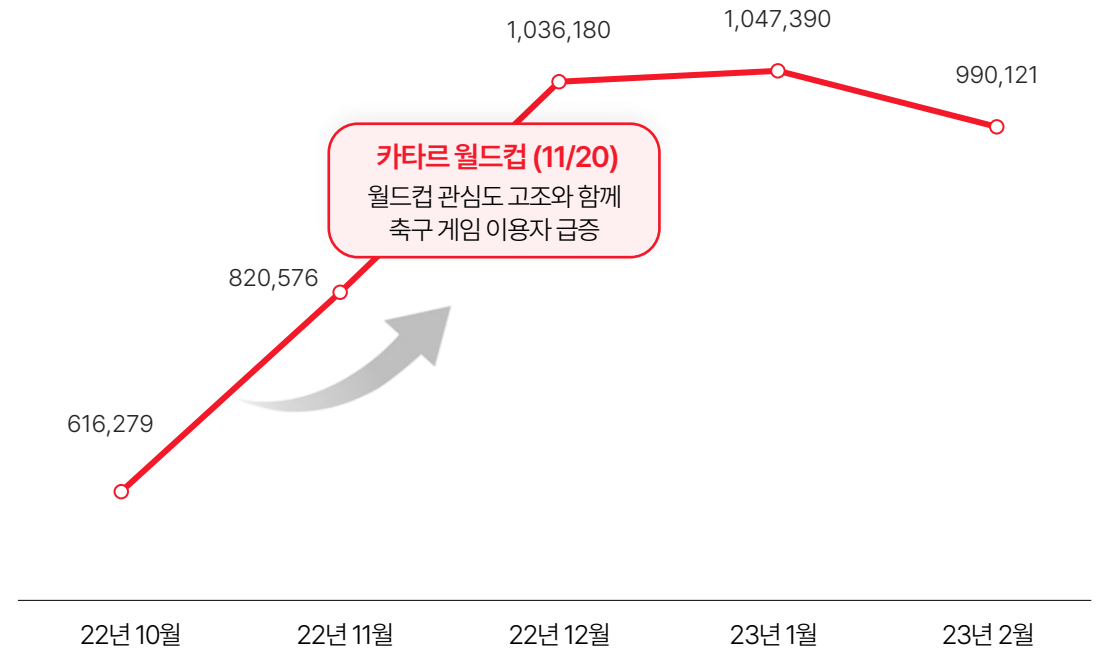 1,036,180
1,047,390
990,121
카타르 월드컵 (11/20)
월드컵 관심도 고조와 함께
축구 게임 이용자 급증
820,576
616,279
22년 10월
22년 11월
22년 12월
23년 1월
23년 2월